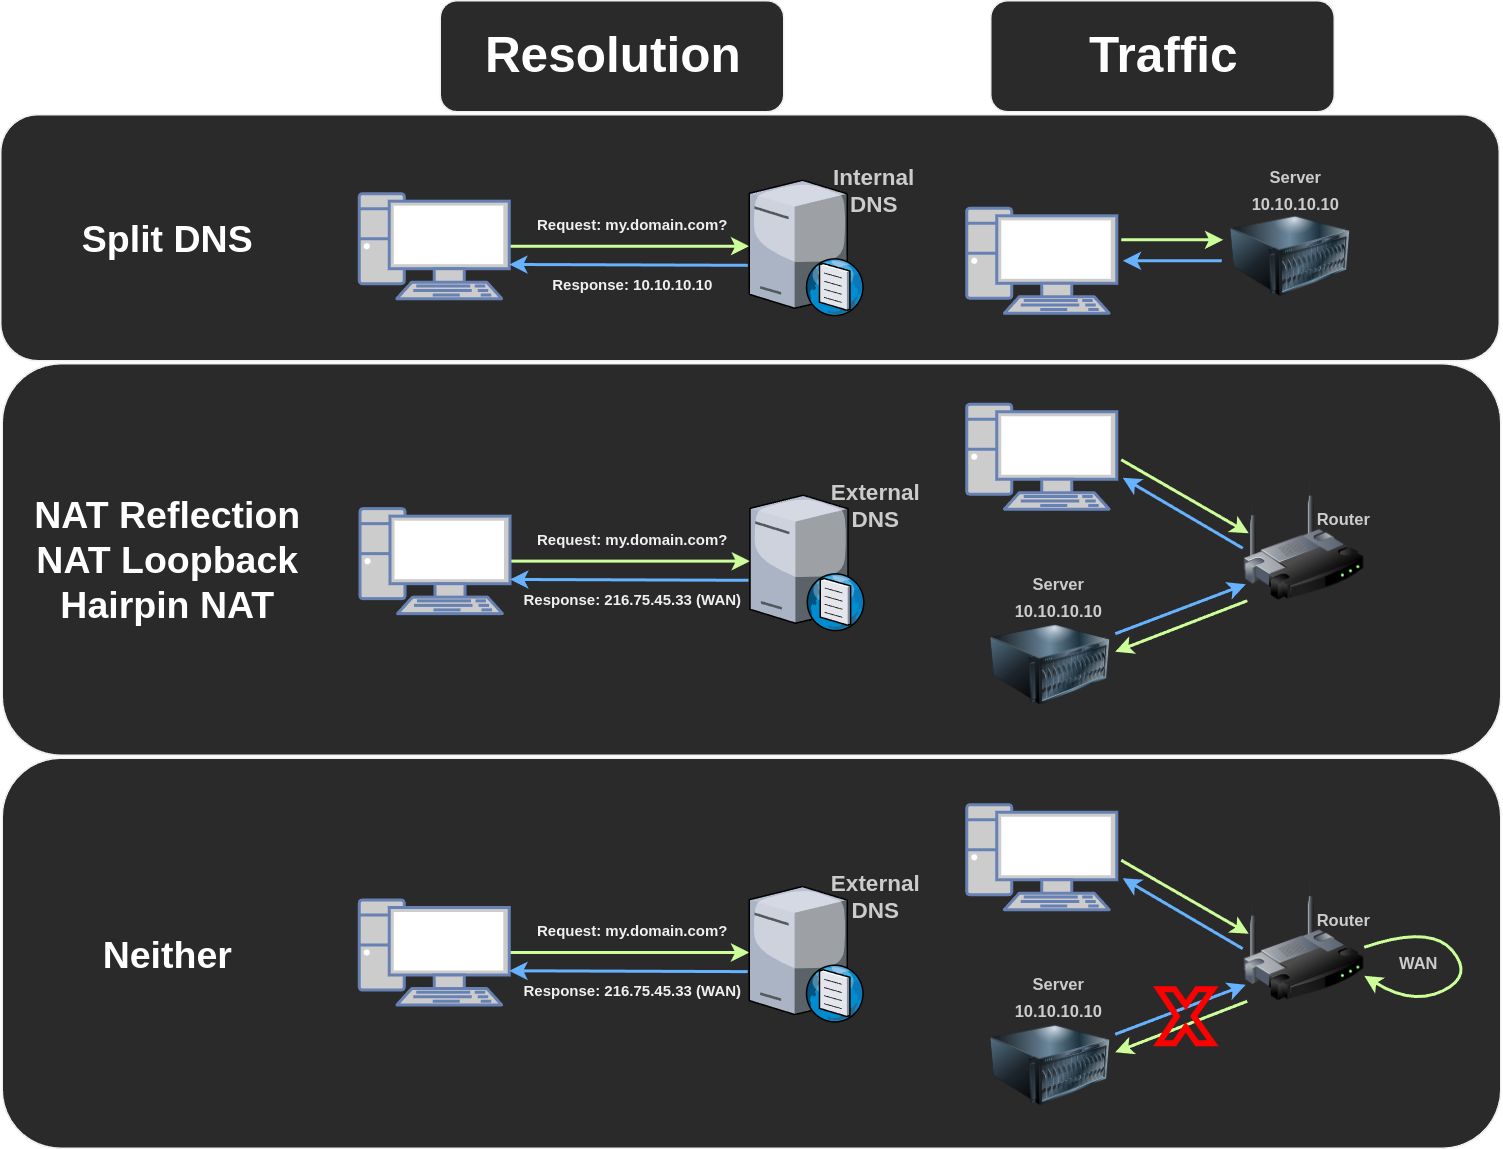 Resolution
Traffic
Split DNS
Request: my.domain.com?
Response: 10.10.10.10
Internal
DNS
Server
10.10.10.10
NAT Reflection
NAT Loopback
Hairpin NAT
Request: my.domain.com?
Response: 216.75.45.33 (WAN)
External
DNS
Router
Server
10.10.10.10
Neither
Request: my.domain.com?
Response: 216.75.45.33 (WAN)
External
DNS
Router
WAN
Server
10.10.10.10
X